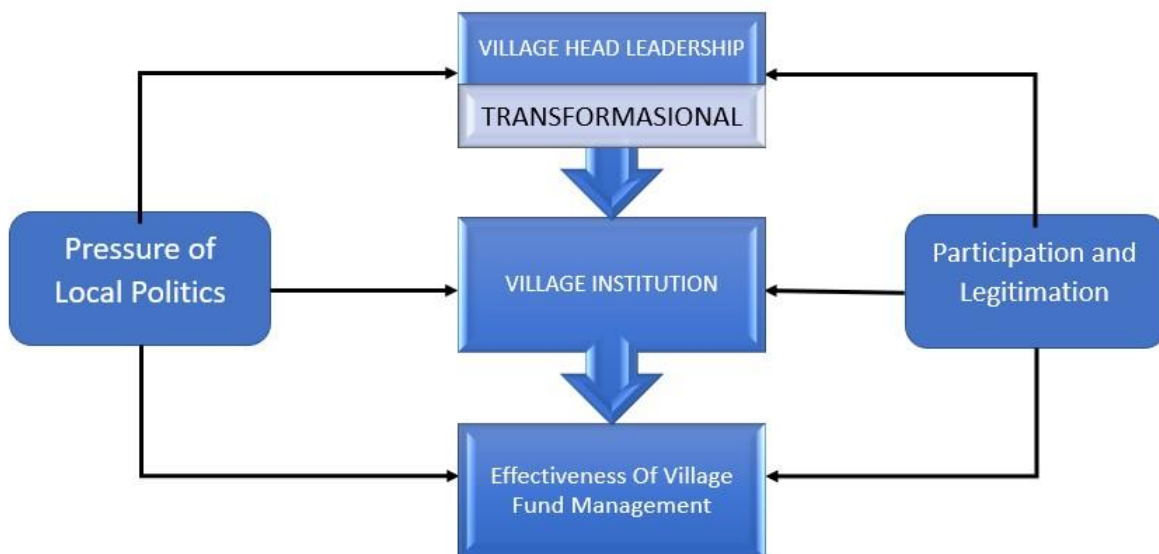 VILLAGE HEAD LEADERSHIP
TRANSFORMASIONAL
Pressure of
Local Politics
VILLAGE INSTITUTION
Participation and
Legitimation
Effectiveness Of Village
Fund Management